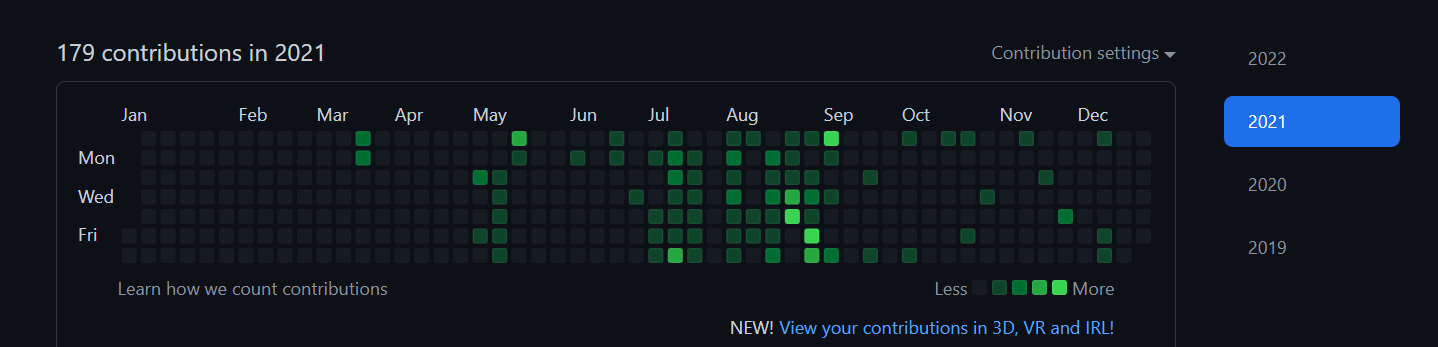 179 contributions in 2021
Contribution settings
2022
2021
2020
2019
Jan Feb Mar Apr May Jun Jul Aug Sep Oct Nov Dec
Mon
Wed
Fri
Learn how we count contributions
Less More
NEW! View your contributions in 3D, VR and IRL!